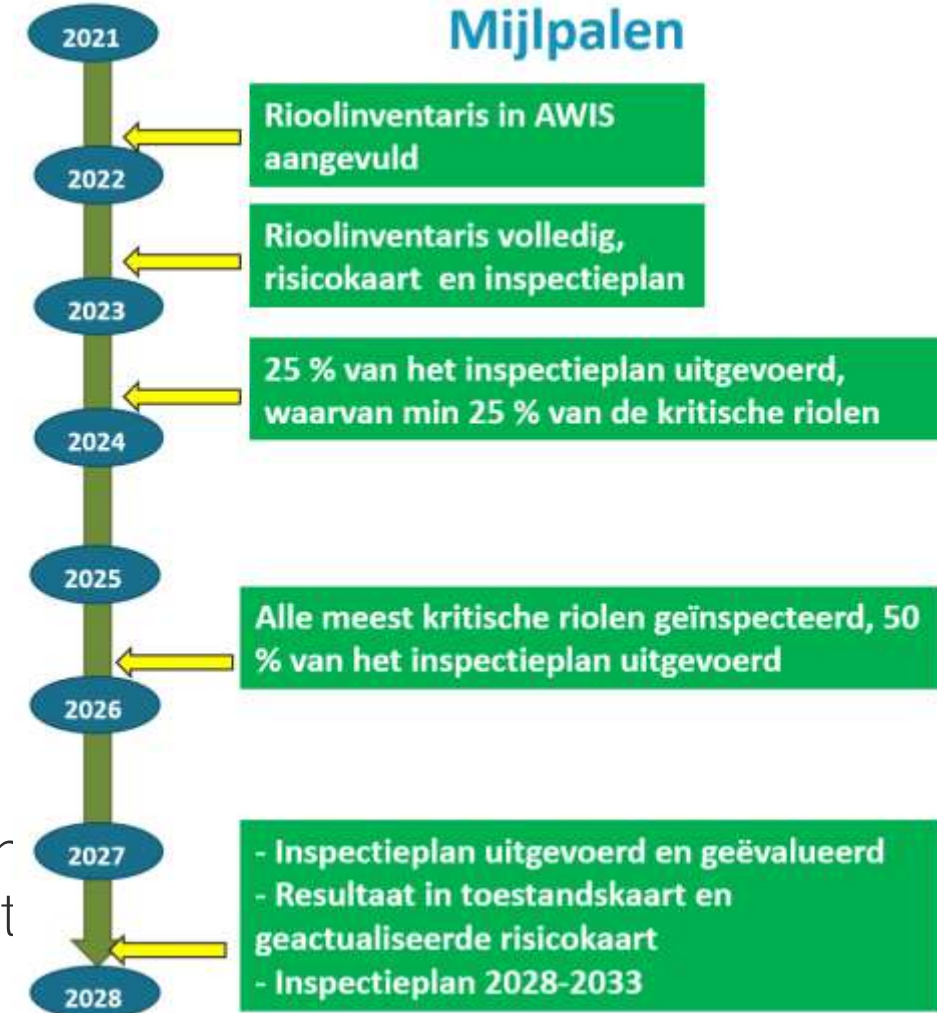 Mijlpalen
2021
Rioolinventaris in AWIS
aangevuld
2022
Rioolinventaris volledig,
risicokaart en inspectieplan
2023
25 % van het inspectieplan uitgevoerd,
waarvan min 25 % van de kritische riolen
2024
2025
Alle meest kritische riolen geïnspecteerd, 50
% van het inspectieplan uitgevoerd
2026
2027
- Inspectieplan uitgevoerd en geëvalueerd
- Resultaat in toestandskaart en
geactualiseerde risicokaart
- Inspectieplan 2028-2033
2028